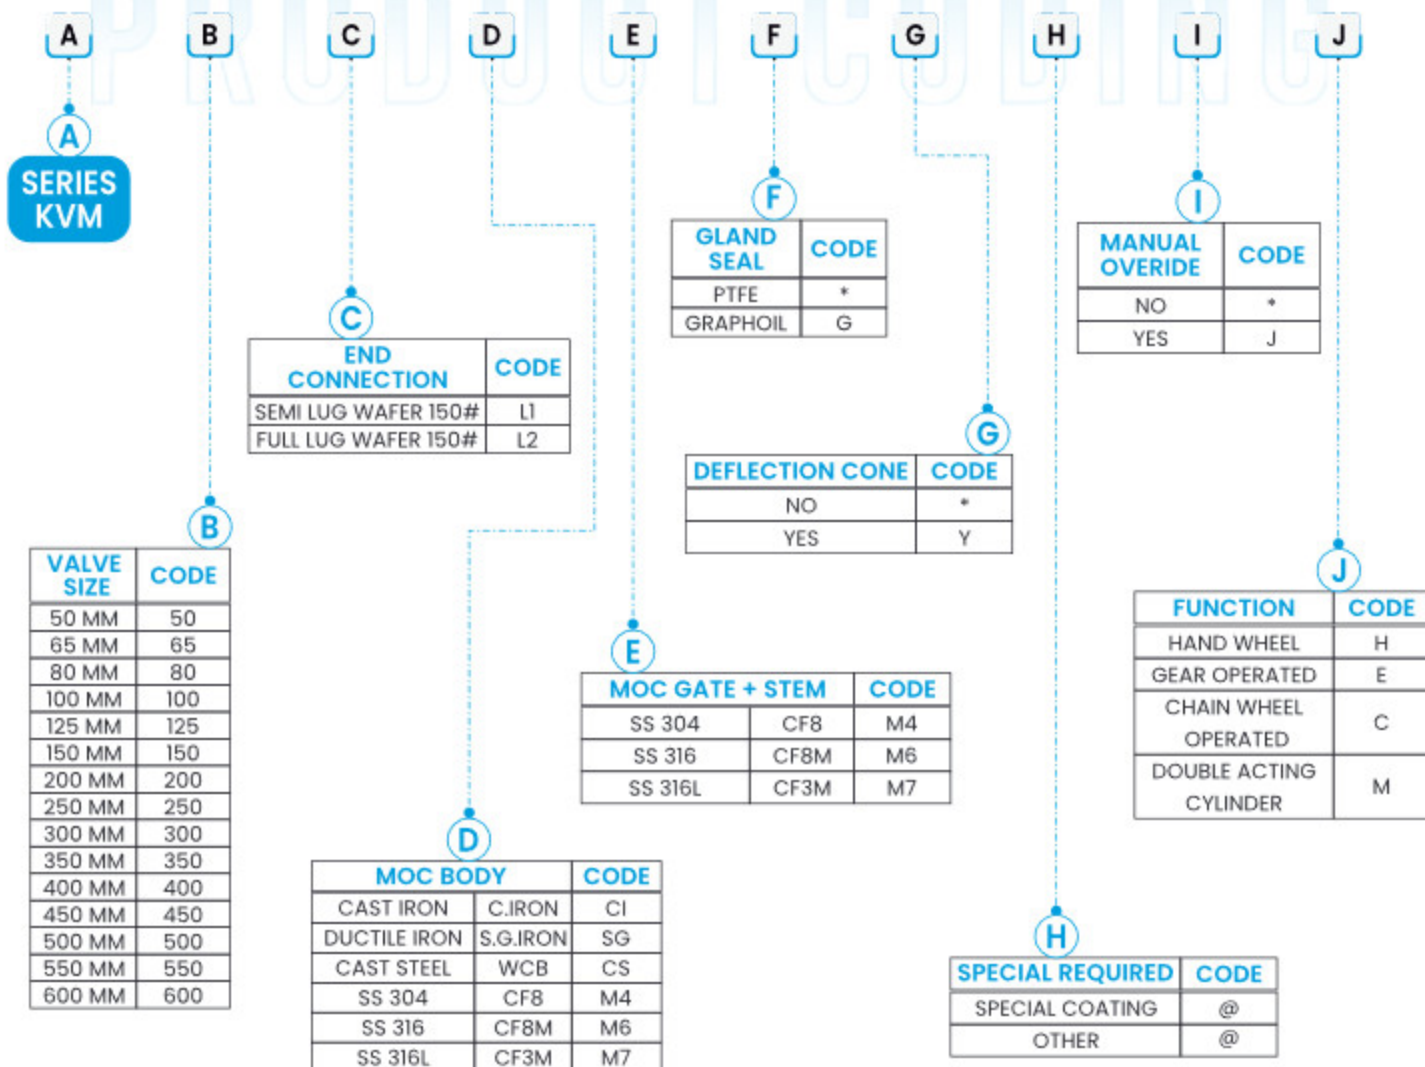 PRODUCT CODING
A B C D E F G H I J
A
SERIES
KVM
B
VALVE SIZE CODE
50 MM 50
65 MM 65
80 MM 80
100 MM 100
125 MM 125
150 MM 150
200 MM 200
250 MM 250
300 MM 300
350 MM 350
400 MM 400
450 MM 450
500 MM 500
550 MM 550
600 MM 600
C
END CONNECTION CODE
SEMI LUG WAFER 150# L1
FULL LUG WAFER 150# L2
D
MOC BODY CODE
CAST IRON C.IRON CI
DUCTILE IRON S.G.IRON SG
CAST STEEL WCB CS
SS 304 CF8 M4
SS 316 CF8M M6
SS 316L CF3M M7
E
MOC GATE + STEM CODE
SS 304 CF8 M4
SS 316 CF8M M6
SS 316L CF3M M7
F
GLAND SEAL CODE
PTFE *
GRAPHOIL G
G
DEFLECTION CONE CODE
NO *
YES Y
H
SPECIAL REQUIRED CODE
SPECIAL COATING @
OTHER @
I
MANUAL OVERIDE CODE
NO *
YES J
J
FUNCTION CODE
HAND WHEEL H
GEAR OPERATED E
CHAIN WHEEL OPERATED C
DOUBLE ACTING CYLINDER M